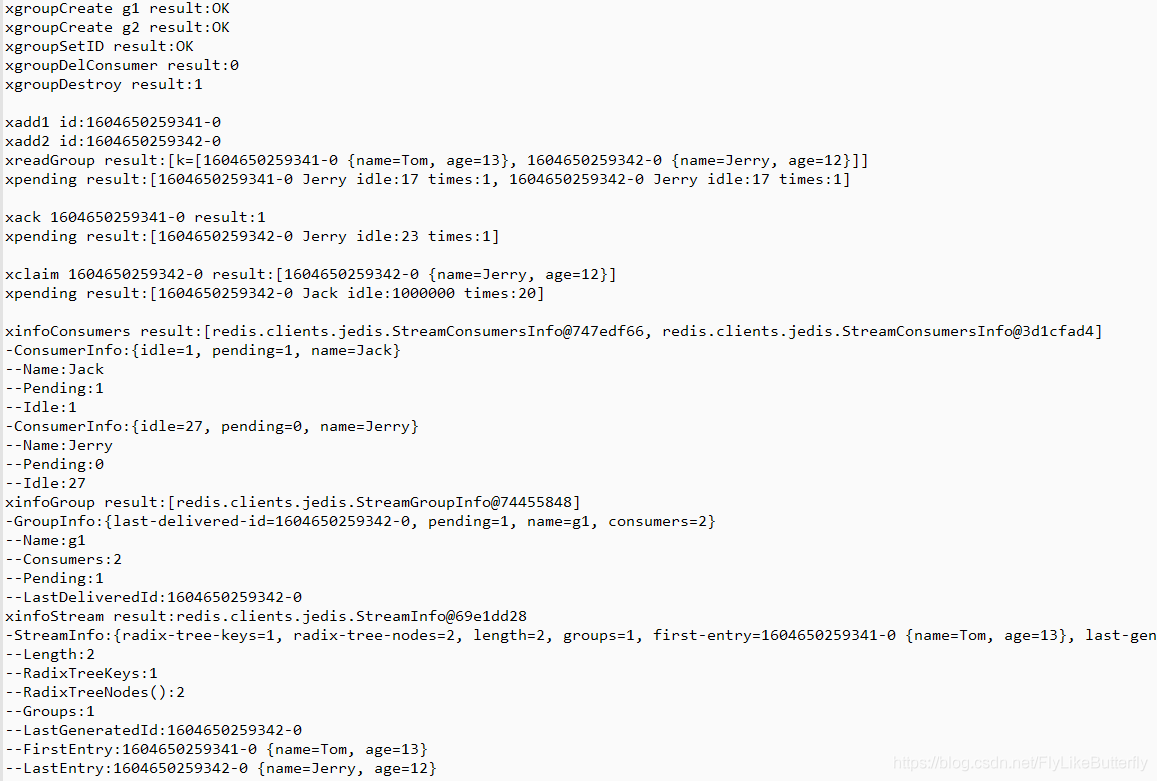 xgroupCreate g1 result:OK
xgroupCreate g2 result:OK
xgroupSetID result:OK
xgroupDelConsumer result:0
xgroupDestroy result:1
xadd1 id:1604650259341-0
xadd2 id:1604650259342-0
xreadGroup result:[k=[1604650259341-0 {name=Tom, age=13}, 1604650259342-0 {name=Jerry, age=12}]]
xpending result:[1604650259341-0 Jerry idle:17 times:1, 1604650259342-0 Jerry idle:17 times:1]
xack 1604650259341-0 result:1
xpending result:[1604650259342-0 Jerry idle:23 times:1]
xclaim 1604650259342-0 result:[1604650259342-0 {name=Jerry, age=12}]
xpending result:[1604650259342-0 Jack idle:1000000 times:20]
xinfoConsumers result:[redis.clients.jedis.StreamConsumersInfo@747edf66, redis.clients.jedis.StreamConsumersInfo@3d1cfad4]
-ConsumerInfo:{idle=1, pending=1, name=Jack}
--Name:Jack
--Pending:1
--Idle:1
-ConsumerInfo:{idle=27, pending=0, name=Jerry}
--Name:Jerry
--Pending:0
--Idle:27
xinfoGroup result:[redis.clients.jedis.StreamGroupInfo@74455848]
-GroupInfo:{last-delivered-id=1604650259342-0, pending=1, name=g1, consumers=2}
--Name:g1
--Consumers:2
--Pending:1
--LastDeliveredId:1604650259342-0
xinfoStream result:redis.clients.jedis.StreamInfo@69e1dd28
-StreamInfo:{radix-tree-keys=1, radix-tree-nodes=2, length=2, groups=1, first-entry=1604650259341-0 {name=Tom, age=13}, last-gen
--Length:2
--RadixTreeKeys:1
--RadixTreeNodes():2
--Groups:1
--LastGeneratedId:1604650259342-0
--FirstEntry:1604650259341-0 {name=Tom, age=13}
--LastEntry:1604650259342-0 {name=Jerry, age=12}
https://blog.csdn.net/FlyLikeButterfly